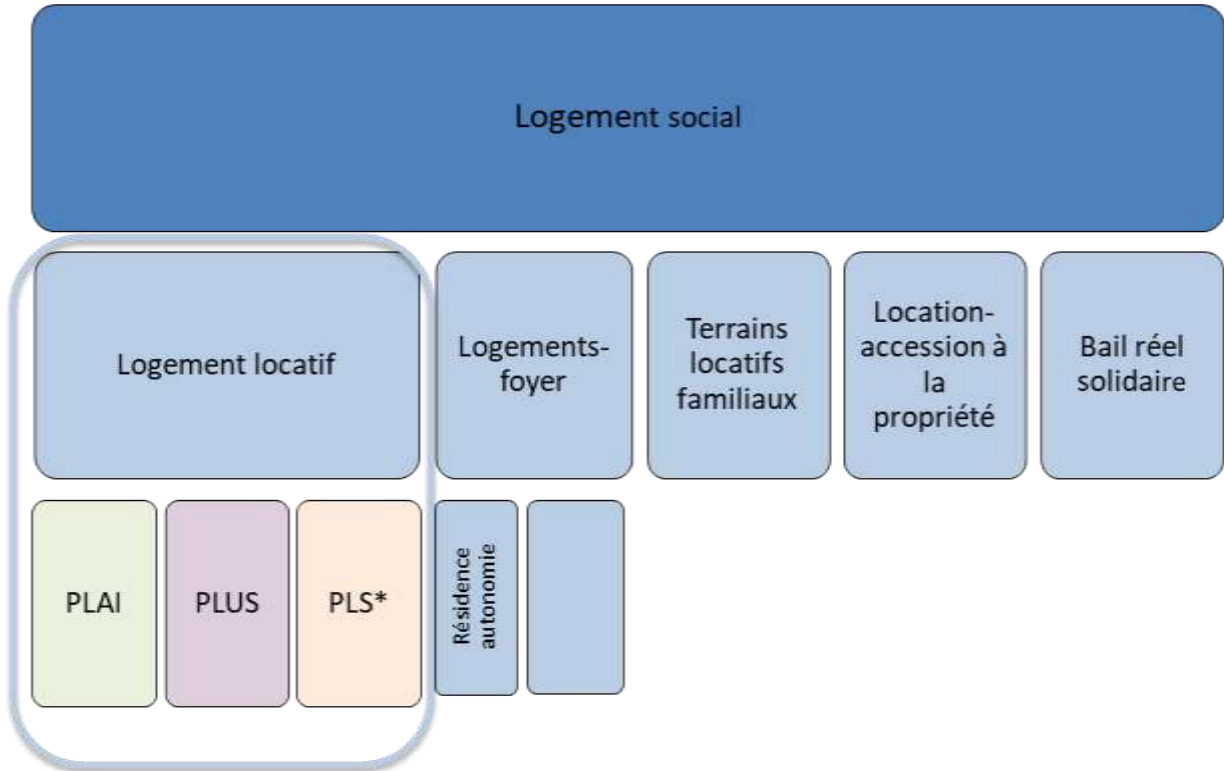 Logement social
Logement locatif
Logements-
foyer
Terrains
locatifs
familiaux
Location-
accession à
la
propriété
Bail réel
solidaire
PLAI
PLUS
PLS*
Résidence
autonomie